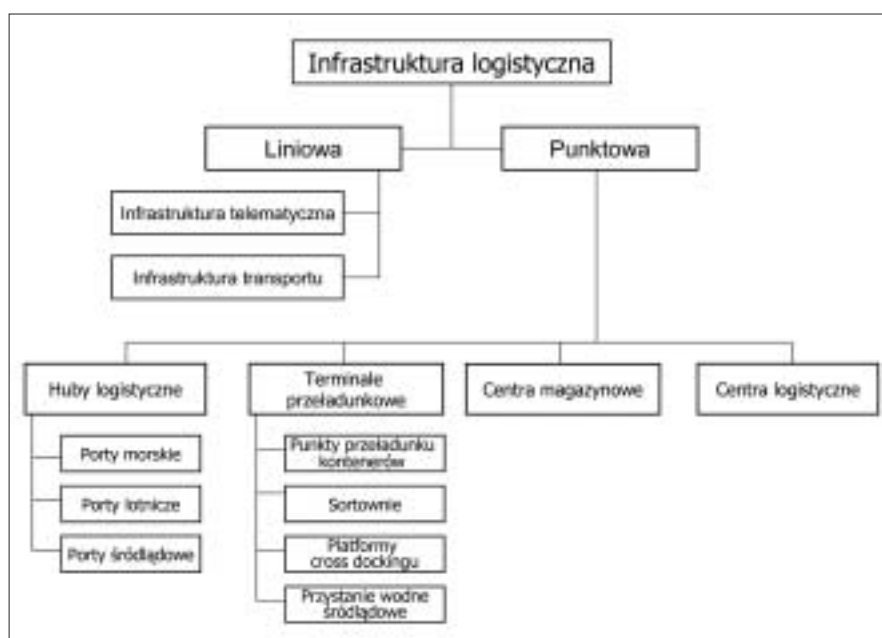 Infrastruktura logistyczna
Liniowa
Punktowa
Infrastruktura telematyczna
Infrastruktura transportu
Huby logistyczne
Terminale
przeładunkowe
Centra magazynowe
Centra logistyczne
Porty morskie
Porty lotnicze
Porty śródlądowe
Punkty przeładunku
kontenerów
Sortownie
Platformy
cross dockingu
Przystanie wodne
śródlądowe